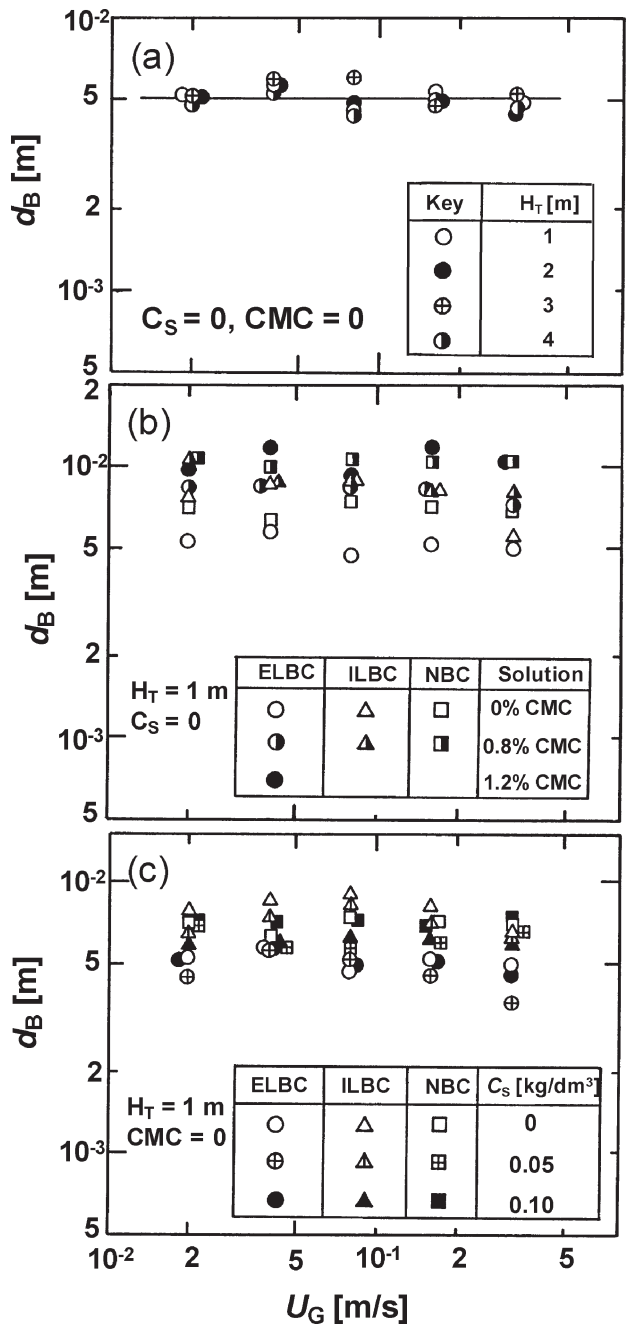 (a)
10⁻²
5
2
10⁻³
5
d_B [m]
C_S = 0, CMC = 0
Key H_T [m]
1
2
3
4
(b)
2
10⁻²
5
2
10⁻³
5
d_B [m]
H_T = 1 m
C_S = 0
ELBC ILBC NBC Solution
0% CMC
0.8% CMC
1.2% CMC
(c)
10⁻²
5
2
10⁻³
5
d_B [m]
H_T = 1 m
CMC = 0
ELBC ILBC NBC C_S [kg/dm³]
0
0.05
0.10
10⁻² 2 5 10⁻¹ 2 5
U_G [m/s]